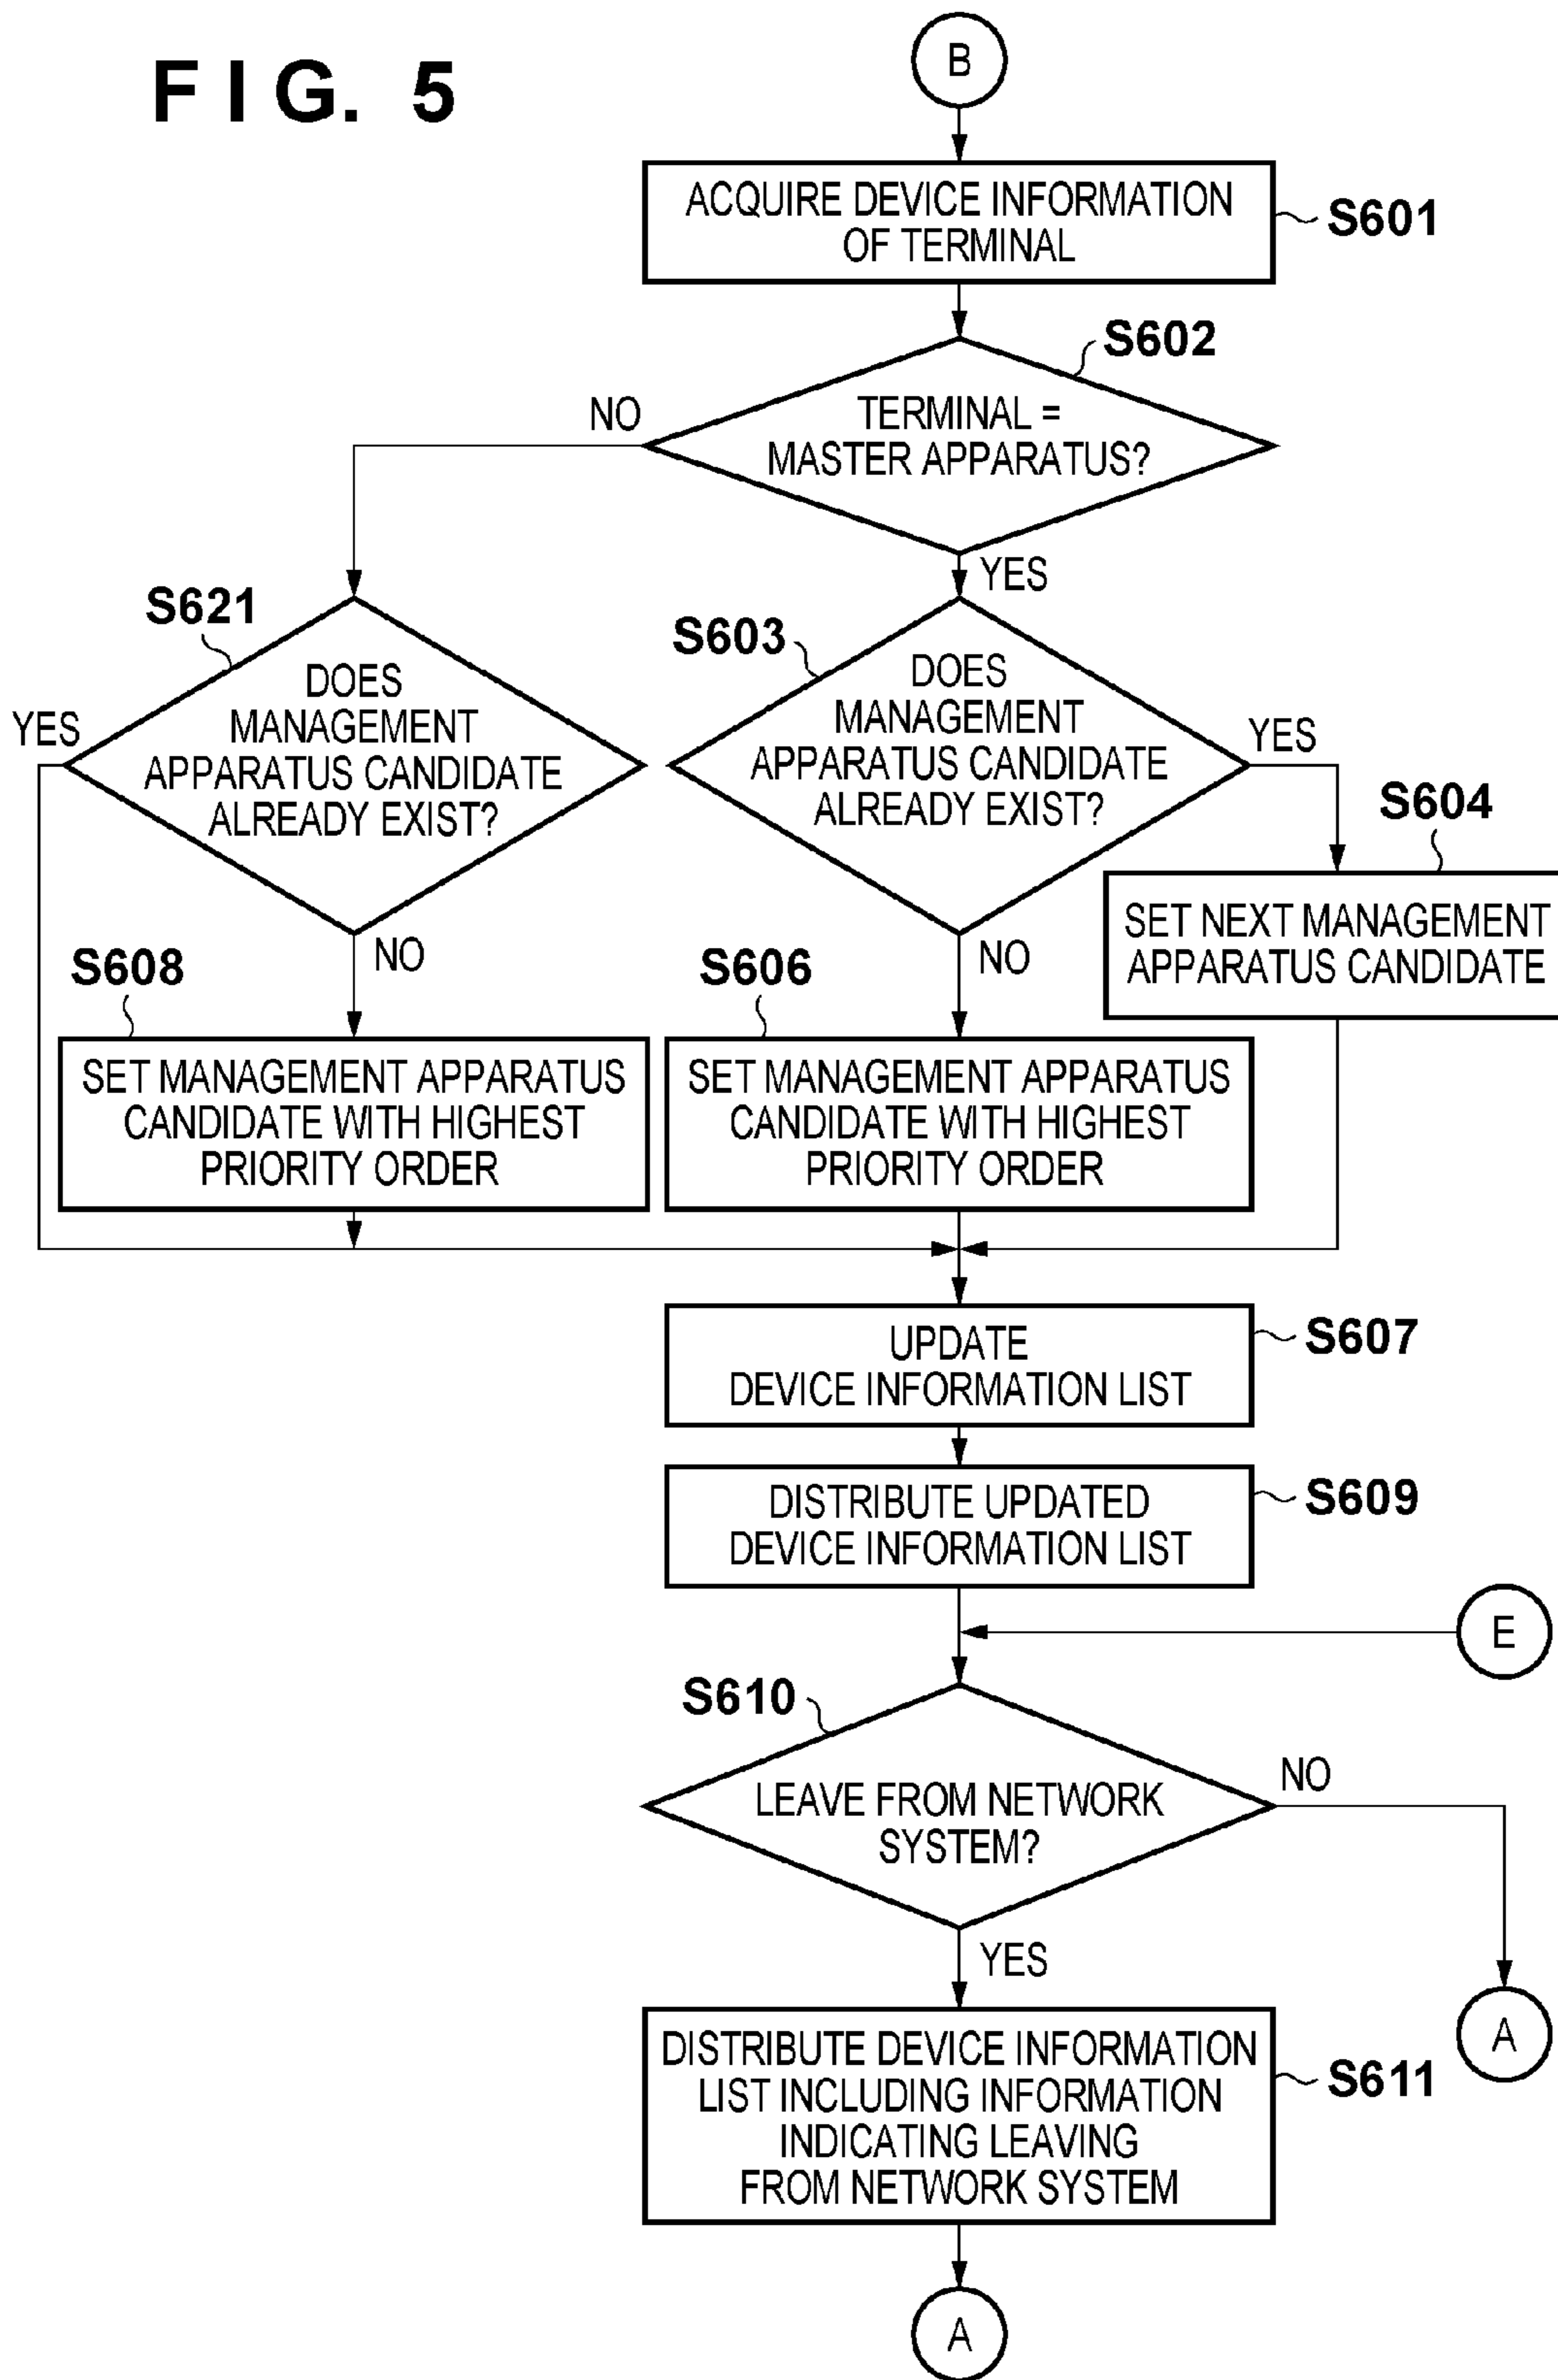 FIG. 5
B
ACQUIRE DEVICE INFORMATION
OF TERMINAL
S601
S602
TERMINAL =
MASTER APPARATUS?
NO
YES
S621
DOES
MANAGEMENT
APPARATUS CANDIDATE
ALREADY EXIST?
YES
NO
S603
DOES
MANAGEMENT
APPARATUS CANDIDATE
ALREADY EXIST?
YES
NO
S604
SET NEXT MANAGEMENT
APPARATUS CANDIDATE
S608
SET MANAGEMENT APPARATUS
CANDIDATE WITH HIGHEST
PRIORITY ORDER
S606
SET MANAGEMENT APPARATUS
CANDIDATE WITH HIGHEST
PRIORITY ORDER
UPDATE
DEVICE INFORMATION LIST
S607
DISTRIBUTE UPDATED
DEVICE INFORMATION LIST
S609
E
S610
LEAVE FROM NETWORK
SYSTEM?
NO
YES
A
DISTRIBUTE DEVICE INFORMATION
LIST INCLUDING INFORMATION
INDICATING LEAVING
FROM NETWORK SYSTEM
S611
A